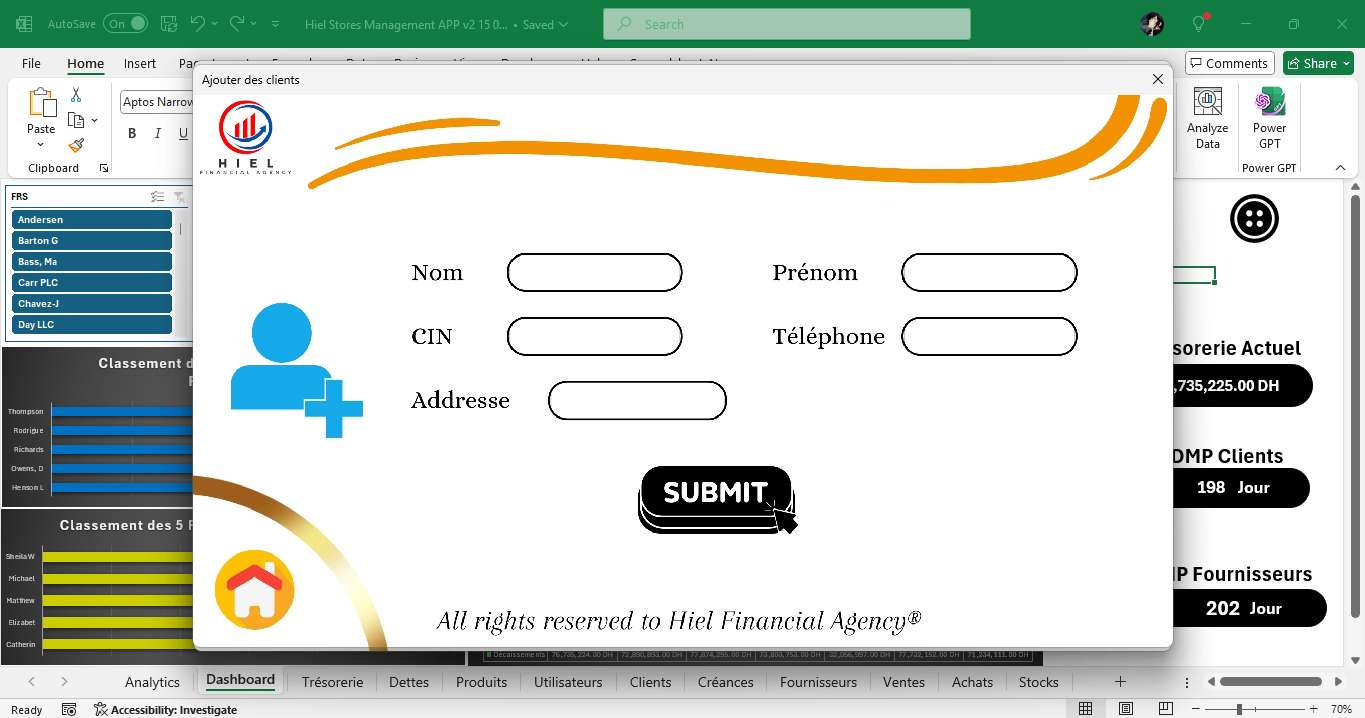 AutoSave On Hiel Stores Management APP v2 15 0... • Saved Search
File Home Insert
Comments Share
Paste
Clipboard
Aptos Narrow
B I U
Analyze Data
Power GPT
Power GPT
Ajouter des clients
HIEL
FINANCIAL AGENCY
FRS
Andersen
Barton G
Bass, Ma
Carr PLC
Chavez-J
Day LLC
Nom
Prénom
CIN
Téléphone
Addresse
SUBMIT
All rights reserved to Hiel Financial Agency®
Classement d
Thompson
Rodrigue
Richards
Owens, D
Henson L
Classement des 5 F
Sheila W
Michael
Matthew
Elizabet
Catherin
sorerie Actuel
,735,225.00 DH
DMP Clients
198 Jour
IP Fournisseurs
202 Jour
Decaissements 76,735,224.00 DH 72,890,893.00 DH 77,874,295.00 DH 73,803,753.00 DH 32,056,997.00 DH 77,732,152.00 DH 71,334,111.00 DH
Analytics Dashboard Trésorerie Dettes Produits Utilisateurs Clients Créances Fournisseurs Ventes Achats Stocks
Ready Accessibility: Investigate 70%